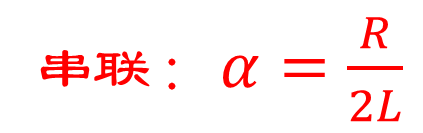 串联： α = R/2L